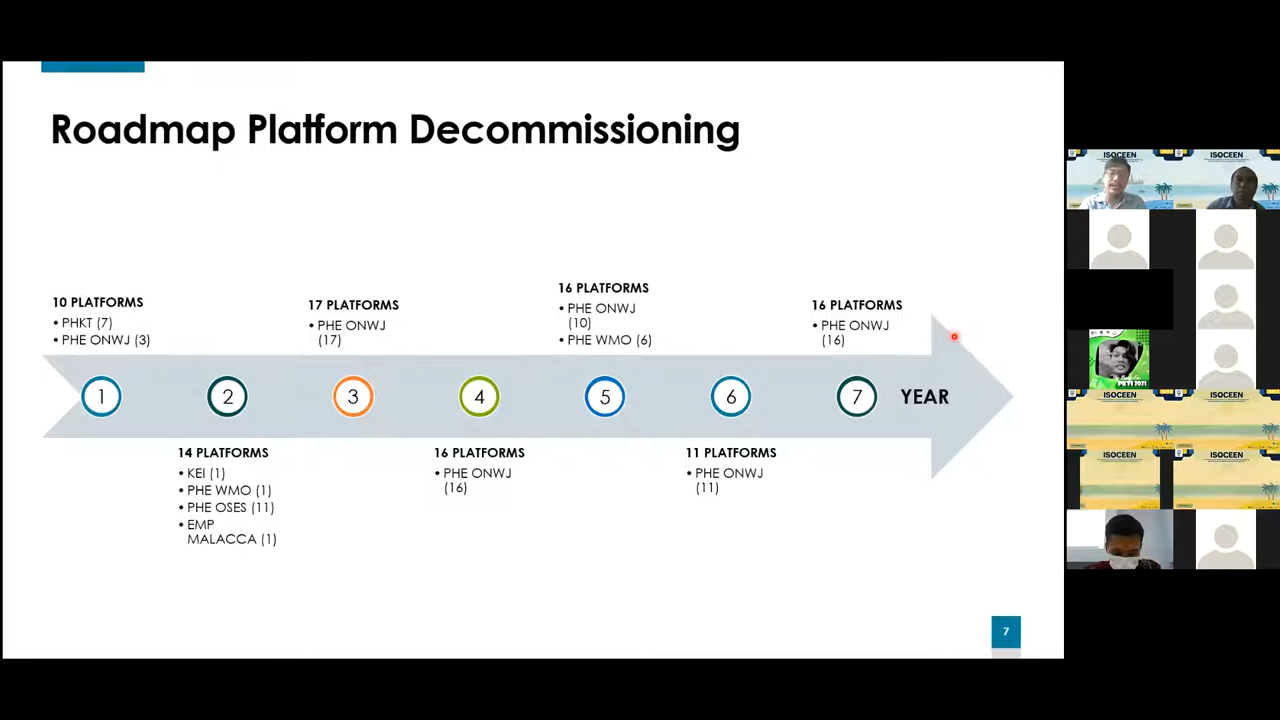 Roadmap Platform Decommissioning
10 PLATFORMS
• PHKT (7)
• PHE ONWJ (3)
17 PLATFORMS
• PHE ONWJ
(17)
16 PLATFORMS
• PHE ONWJ
(10)
• PHE WMO (6)
16 PLATFORMS
• PHE ONWJ
(16)
1 2 3 4 5 6 7 YEAR
14 PLATFORMS
• KEI (1)
• PHE WMO (1)
• PHE OSES (11)
• EMP
MALACCA (1)
16 PLATFORMS
• PHE ONWJ
(16)
11 PLATFORMS
• PHE ONWJ
(11)
7
ISOCEEN
ISOCEEN
PKTI 2021
ISOCEEN
ISOCEEN
ISOCEEN
ISOCEEN